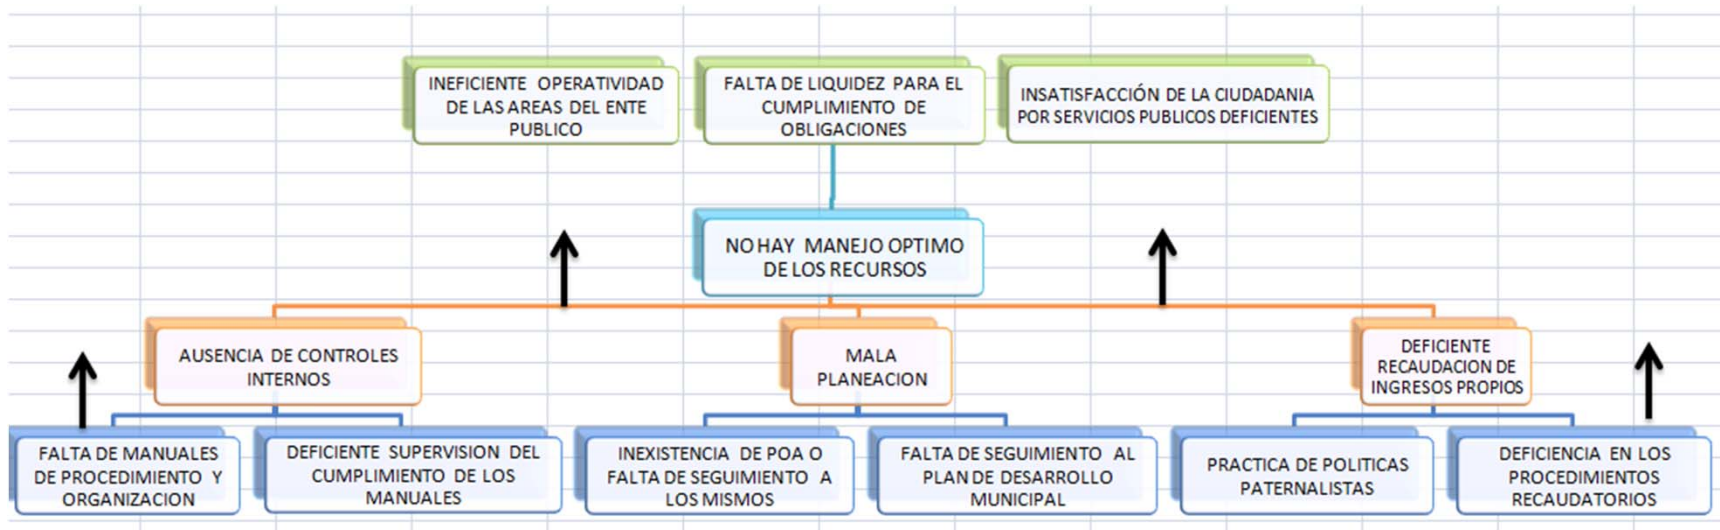 INEFICIENTE OPERATIVIDAD
DE LAS AREAS DEL ENTE
PUBLICO
FALTA DE LIQUIDEZ PARA EL
CUMPLIMIENTO DE
OBLIGACIONES
INSATISFACCIÓN DE LA CIUDADANIA
POR SERVICIOS PUBLICOS DEFICIENTES
NO HAY MANEJO OPTIMO
DE LOS RECURSOS
AUSENCIA DE CONTROLES
INTERNOS
MALA
PLANEACION
DEFICIENTE
RECAUDACION DE
INGRESOS PROPIOS
FALTA DE MANUALES
DE PROCEDIMIENTO Y
ORGANIZACION
DEFICIENTE SUPERVISION DEL
CUMPLIMIENTO DE LOS
MANUALES
INEXISTENCIA DE POA O
FALTA DE SEGUIMIENTO A
LOS MISMOS
FALTA DE SEGUIMIENTO AL
PLAN DE DESARROLLO
MUNICIPAL
PRACTICA DE POLITICAS
PATERNALISTAS
DEFICIENCIA EN LOS
PROCEDIMIENTOS
RECAUDATORIOS